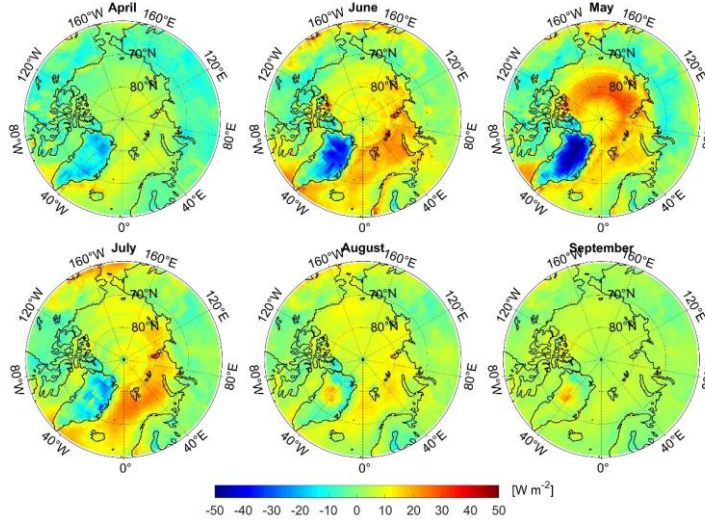 April June May
160°W 160°E 160°W 160°E 160°W 160°E
120°W 70°N 120°E 120°W 70°N 120°E 120°W 70°N 120°E
80°N 80°N 80°N
80°W 80°E 80°W 80°E 80°W 80°E
40°W 40°E 40°W 40°E 40°W 40°E
0° 0° 0°
July August September
160°W 160°E 160°W 160°E 160°W 160°E
120°W 70°N 120°E 120°W 70°N 120°E 120°W 70°N 120°E
80°N 80°N 80°N
80°W 80°E 80°W 80°E 80°W 80°E
40°W 40°E 40°W 40°E 40°W 40°E
0° 0° 0°
[W m⁻²]
-50 -40 -30 -20 -10 0 10 20 30 40 50